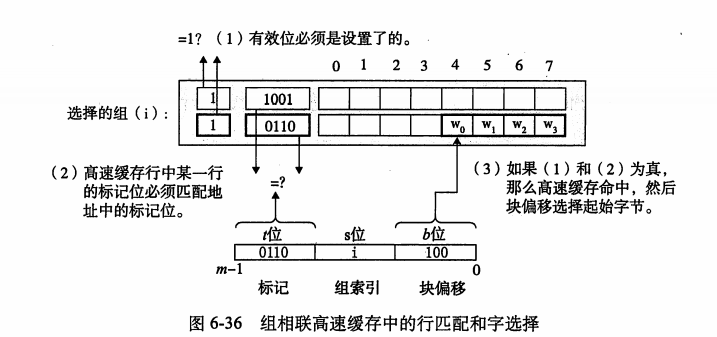 =1? （1）有效位必须是设置了的。
0 1 2 3 4 5 6 7
1 1001
选择的组（i）：
1 0110 w₀ w₁ w₂ w₃
（2）高速缓存行中某一行
的标记位必须匹配地
址中的标记位。
=?
（3）如果（1）和（2）为真，
那么高速缓存命中，然后
块偏移选择起始字节。
t位 s位 b位
0110 i 100
m−1 0
标记 组索引 块偏移
图 6-36 组相联高速缓存中的行匹配和字选择